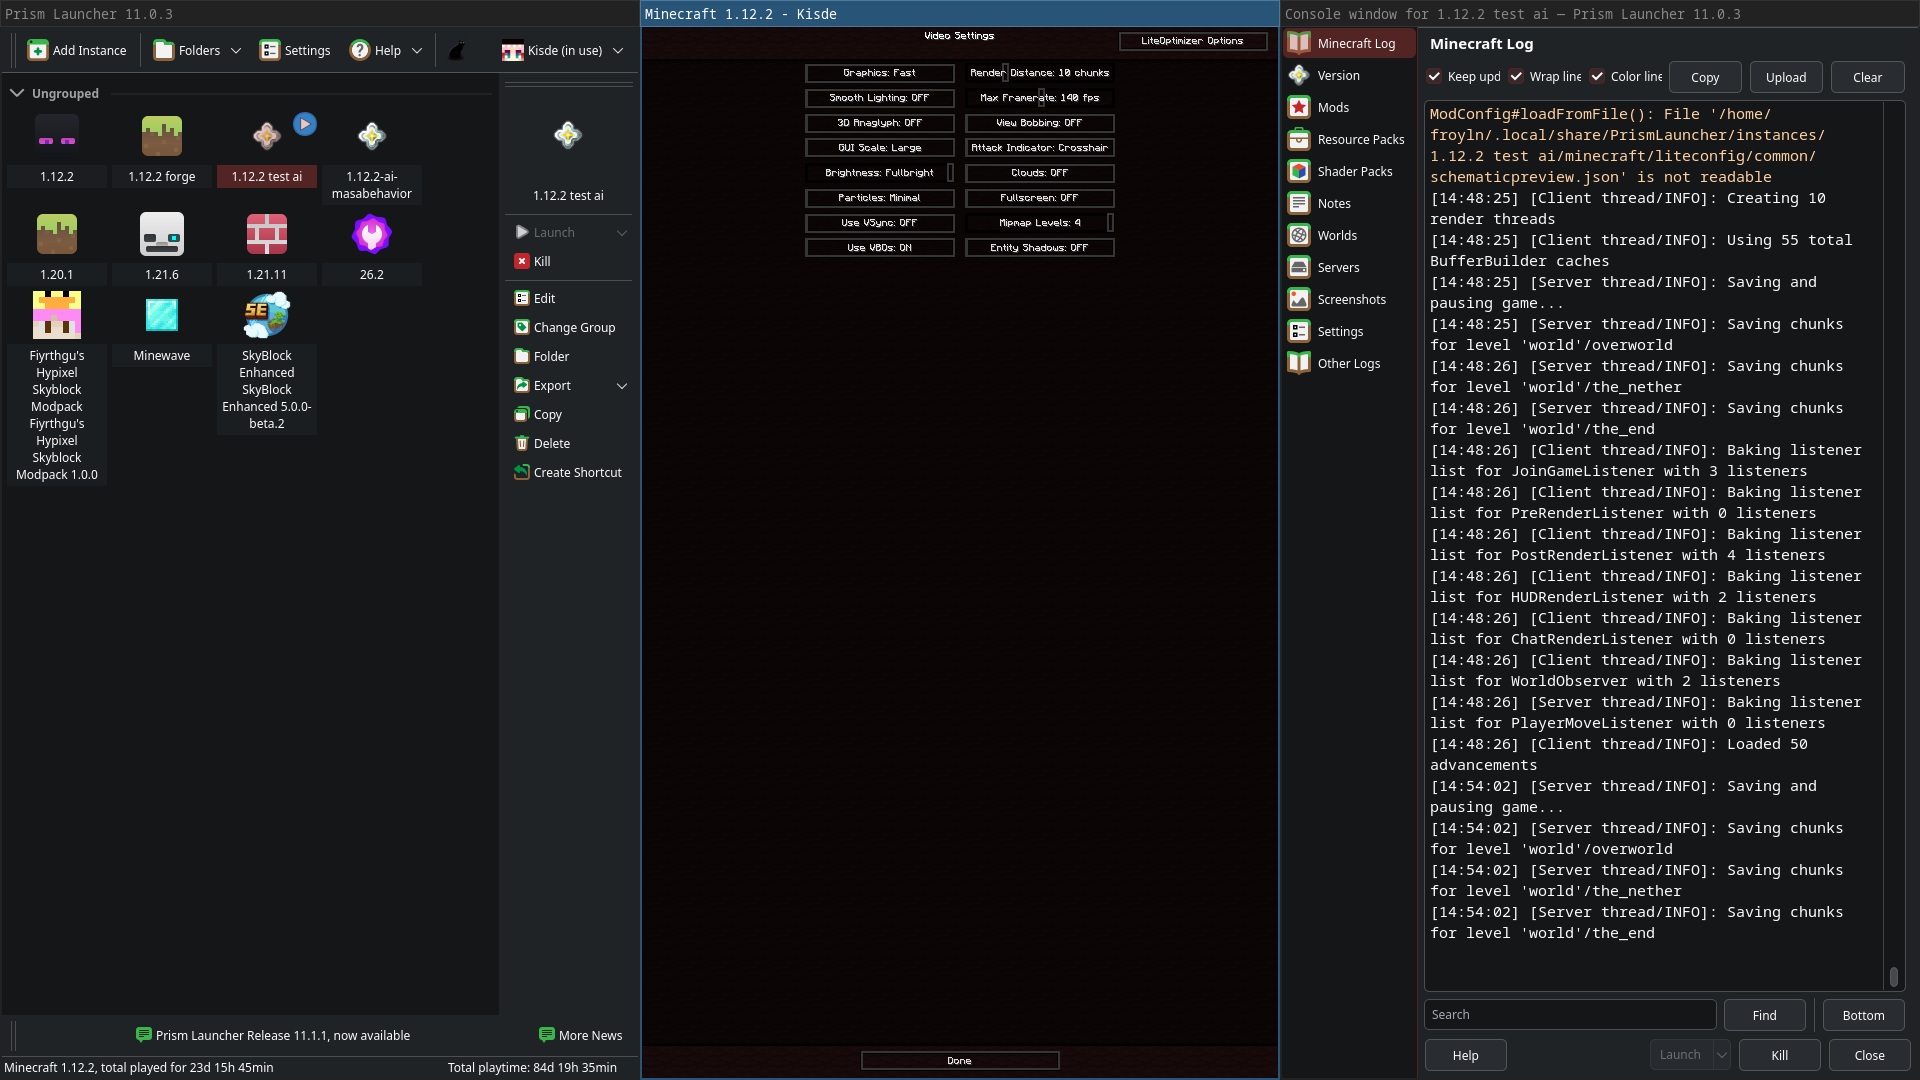 Prism Launcher 11.0.3
Add Instance
Folders
Settings
Help
Kisde (in use)
Ungrouped
1.12.2
1.12.2 forge
1.12.2 test ai
1.12.2-ai-
masabehavior
1.20.1
1.21.6
1.21.11
26.2
SE
Fiyrthgu's
Hypixel
Skyblock
Modpack
Fiyrthgu's
Hypixel
Skyblock
Modpack 1.0.0
Minewave
SkyBlock
Enhanced
SkyBlock
Enhanced 5.0.0-
beta.2
1.12.2 test ai
Launch
Kill
Edit
Change Group
Folder
Export
Copy
Delete
Create Shortcut
Prism Launcher Release 11.1.1, now available
More News
Minecraft 1.12.2, total played for 23d 15h 45min
Total playtime: 84d 19h 35min
Minecraft 1.12.2 - Kisde
Video Settings
LiteOptimizer Options
Graphics: Fast
Render Distance: 10 chunks
Smooth Lighting: OFF
Max Framerate: 140 fps
3D Anaglyph: OFF
View Bobbing: OFF
GUI Scale: Large
Attack Indicator: Crosshair
Brightness: Fullbright
Clouds: OFF
Particles: Minimal
Fullscreen: OFF
Use VSync: OFF
Mipmap Levels: 4
Use VBOs: ON
Entity Shadows: OFF
Done
Console window for 1.12.2 test ai — Prism Launcher 11.0.3
Minecraft Log
Version
Mods
Resource Packs
Shader Packs
Notes
Worlds
Servers
Screenshots
Settings
Other Logs
Minecraft Log
Keep upd
Wrap line
Color line
Copy
Upload
Clear
ModConfig#loadFromFile(): File '/home/
froyln/.local/share/PrismLauncher/instances/
1.12.2 test ai/minecraft/liteconfig/common/
schematicpreview.json' is not readable
[14:48:25] [Client thread/INFO]: Creating 10
render threads
[14:48:25] [Client thread/INFO]: Using 55 total
BufferBuilder caches
[14:48:25] [Server thread/INFO]: Saving and
pausing game...
[14:48:25] [Server thread/INFO]: Saving chunks
for level 'world'/overworld
[14:48:26] [Server thread/INFO]: Saving chunks
for level 'world'/the_nether
[14:48:26] [Server thread/INFO]: Saving chunks
for level 'world'/the_end
[14:48:26] [Client thread/INFO]: Baking listener
list for JoinGameListener with 3 listeners
[14:48:26] [Client thread/INFO]: Baking listener
list for PreRenderListener with 0 listeners
[14:48:26] [Client thread/INFO]: Baking listener
list for PostRenderListener with 4 listeners
[14:48:26] [Client thread/INFO]: Baking listener
list for HUDRenderListener with 2 listeners
[14:48:26] [Client thread/INFO]: Baking listener
list for ChatRenderListener with 0 listeners
[14:48:26] [Client thread/INFO]: Baking listener
list for WorldObserver with 2 listeners
[14:48:26] [Server thread/INFO]: Baking listener
list for PlayerMoveListener with 0 listeners
[14:48:26] [Client thread/INFO]: Loaded 50
advancements
[14:54:02] [Server thread/INFO]: Saving and
pausing game...
[14:54:02] [Server thread/INFO]: Saving chunks
for level 'world'/overworld
[14:54:02] [Server thread/INFO]: Saving chunks
for level 'world'/the_nether
[14:54:02] [Server thread/INFO]: Saving chunks
for level 'world'/the_end
Search
Find
Bottom
Help
Launch
Kill
Close